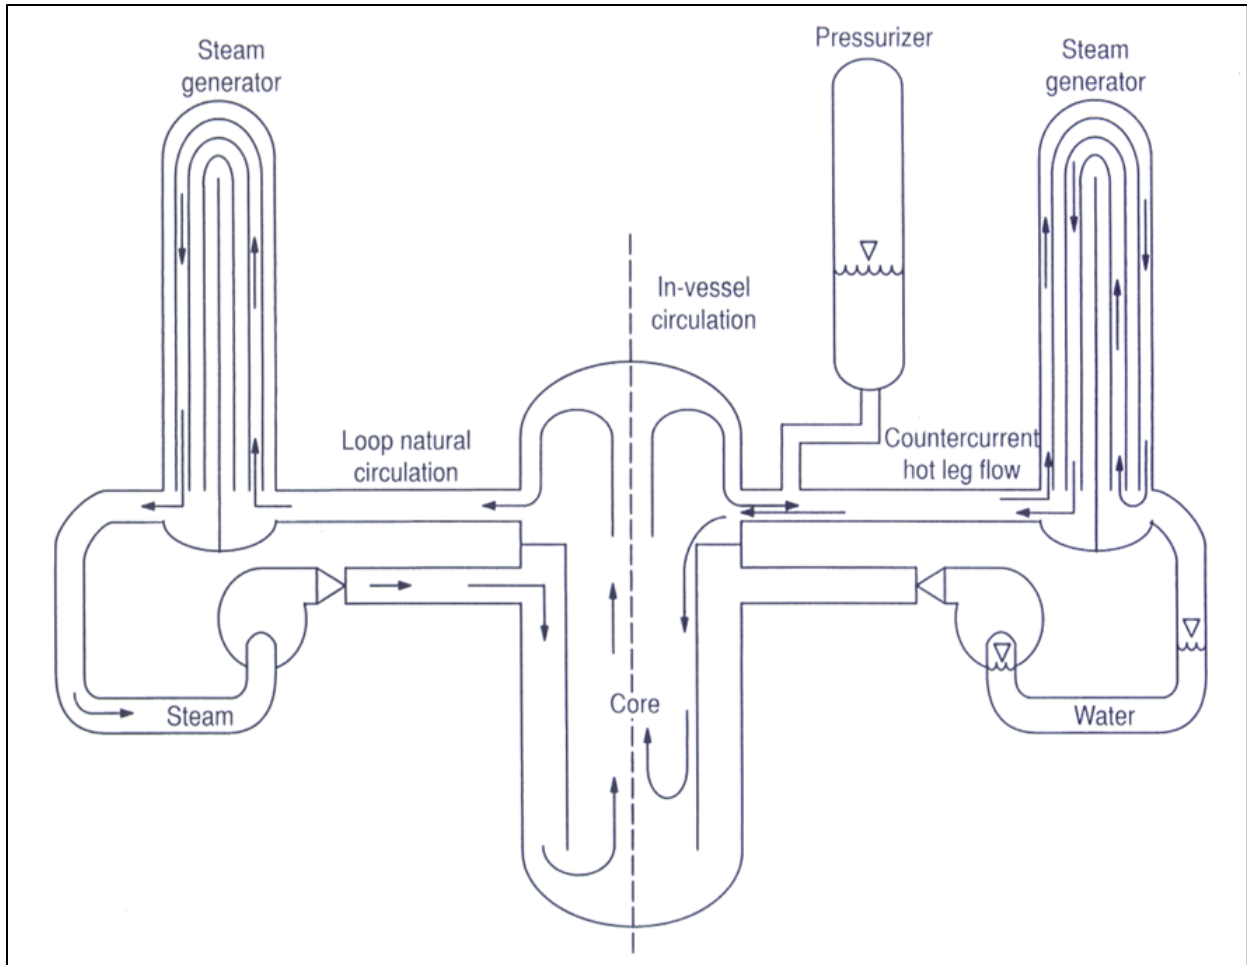 Steam
generator
Pressurizer
Steam
generator
In-vessel
circulation
Loop natural
circulation
Countercurrent
hot leg flow
Core
Steam
Water